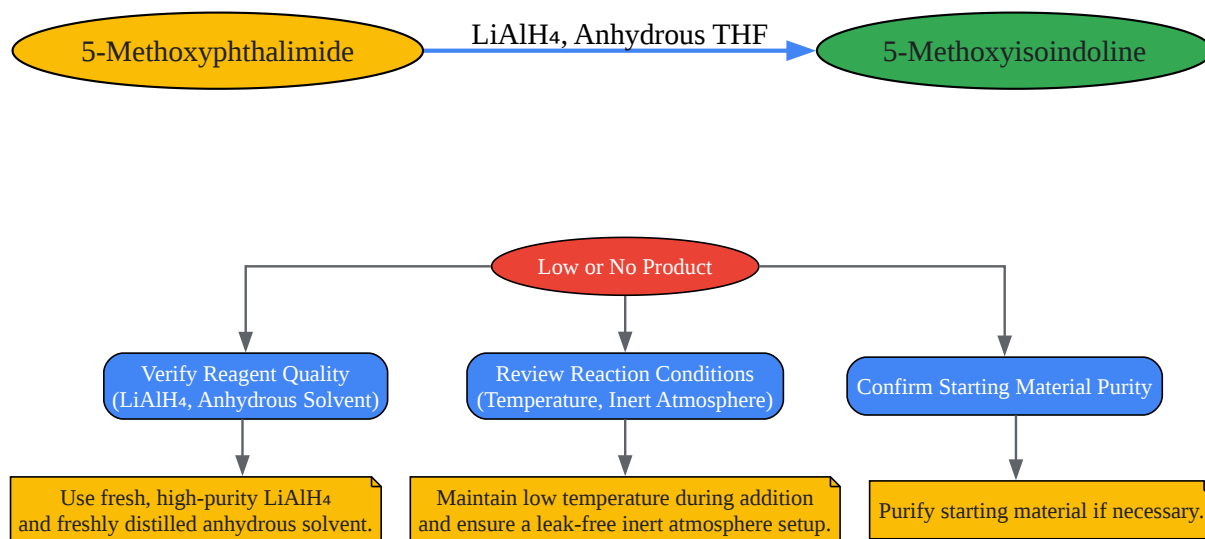 5-Methoxyphthalimide
LiAlH₄, Anhydrous THF
5-Methoxyisoindoline
Low or No Product
Verify Reagent Quality
(LiAlH₄, Anhydrous Solvent)
Review Reaction Conditions
(Temperature, Inert Atmosphere)
Confirm Starting Material Purity
Use fresh, high-purity LiAlH₄
and freshly distilled anhydrous solvent.
Maintain low temperature during addition
and ensure a leak-free inert atmosphere setup.
Purify starting material if necessary.